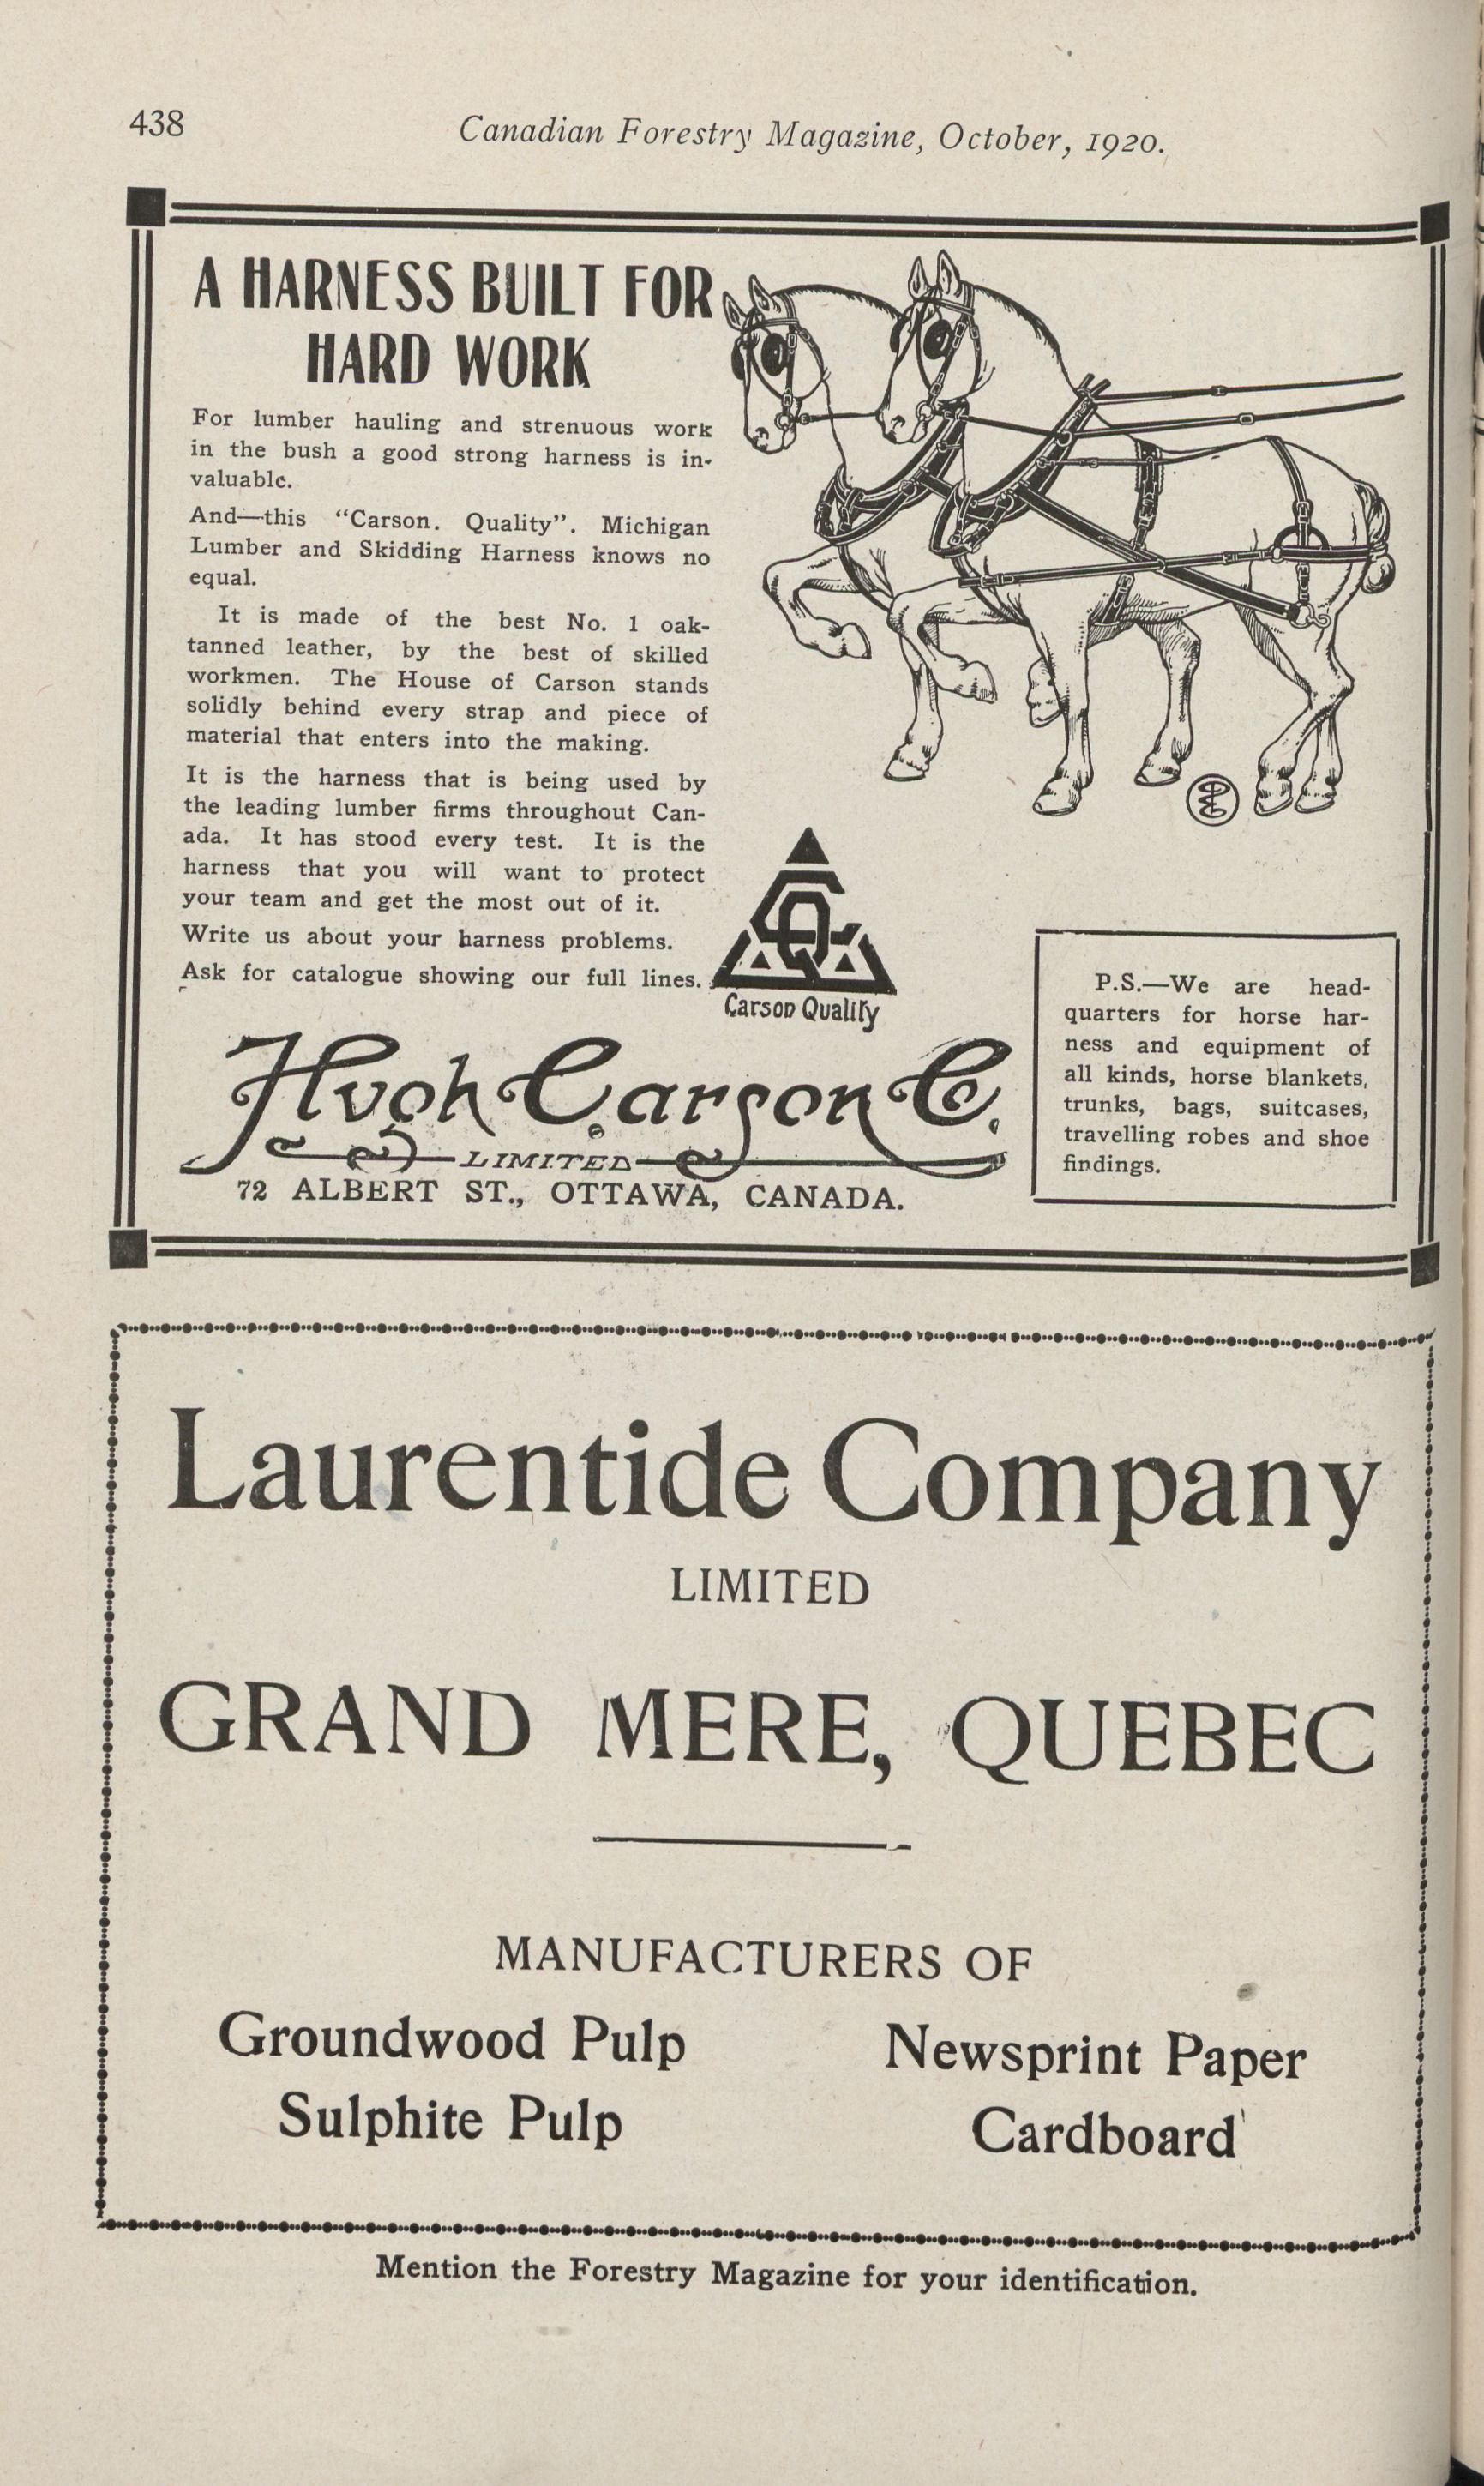 438
Canadian Forestry Magazine, October, 1920.
A HARNESS BUILT FOR
HARD WORK
For lumber hauling and strenuous work
in the bush a good strong harness is in-
valuable.
And—this “Carson. Quality”. Michigan
Lumber and Skidding Harness knows no
equal.
It is made of the best No. 1 oak-
tanned leather, by the best of skilled
workmen. The House of Carson stands
solidly behind every strap and piece of
material that enters into the making.
It is the harness that is being used by
the leading lumber firms throughout Can-
ada. It has stood every test. It is the
harness that you will want to protect
your team and get the most out of it.
Write us about your harness problems.
Ask for catalogue showing our full lines.
Carson Quality
Hugh Carson Co.
LIMITED
72 ALBERT ST., OTTAWA, CANADA.
P.S.—We are head-
quarters for horse har-
ness and equipment of
all kinds, horse blankets,
trunks, bags, suitcases,
travelling robes and shoe
findings.
Laurentide Company
LIMITED
GRAND MERE, QUEBEC
MANUFACTURERS OF
Groundwood Pulp
Sulphite Pulp
Newsprint Paper
Cardboard
Mention the Forestry Magazine for your identification.